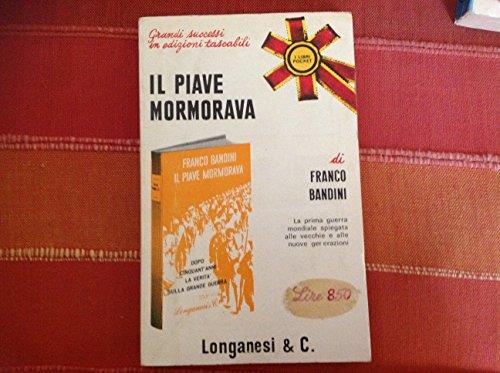 Grandi successi
in edizioni tascabili
I LIBRI
POCKET
IL PIAVE
MORMORAVA
di
FRANCO
BANDINI
La prima guerra
mondiale spiegata
alle vecchie e alle
nuove generazioni
FRANCO BANDINI
IL PIAVE MORMORAVA
DOPO
CINQUANT'ANNI
LA VERITÀ
SULLA GRANDE GUERRA
Longanesi & C.
Lire 850
Longanesi & C.